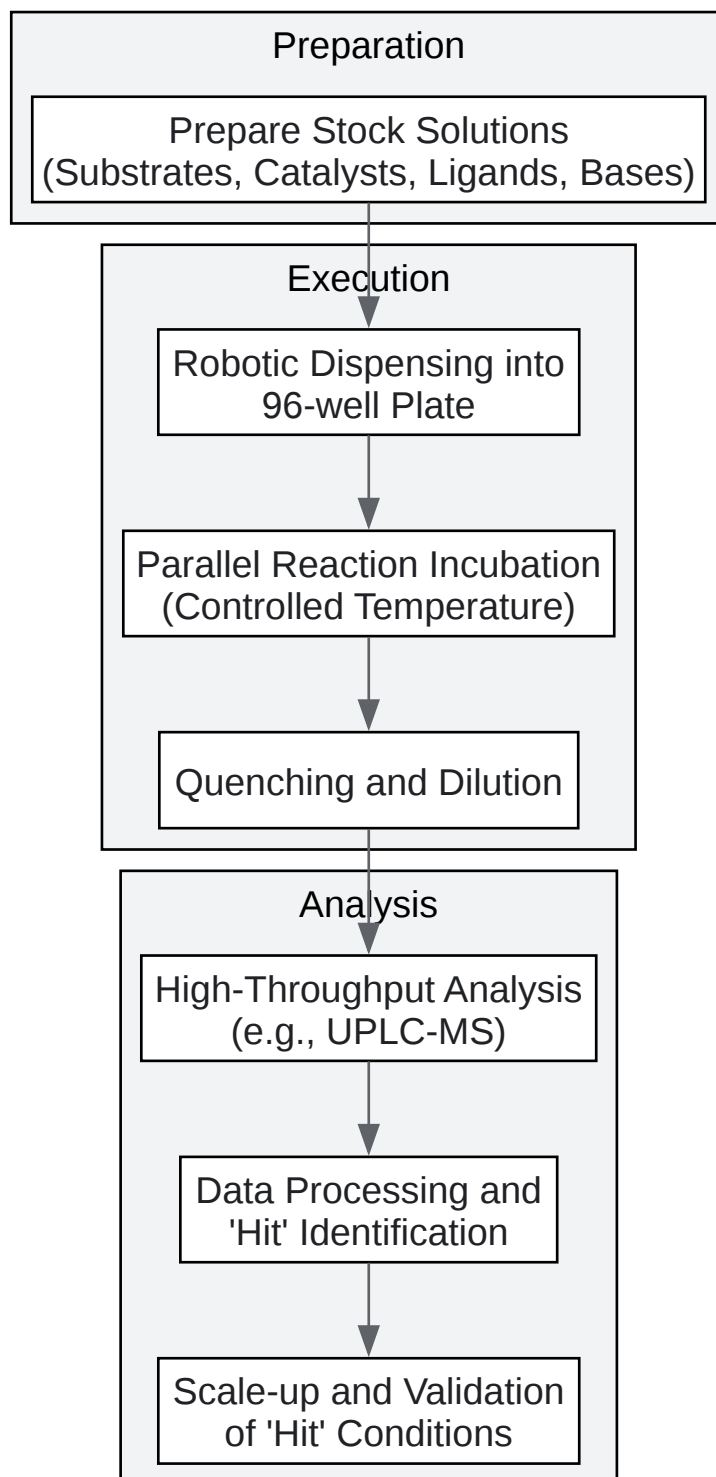 Preparation
Prepare Stock Solutions
(Substrates, Catalysts, Ligands, Bases)
Execution
Robotic Dispensing into
96-well Plate
Parallel Reaction Incubation
(Controlled Temperature)
Quenching and Dilution
Analysis
High-Throughput Analysis
(e.g., UPLC-MS)
Data Processing and
'Hit' Identification
Scale-up and Validation
of 'Hit' Conditions